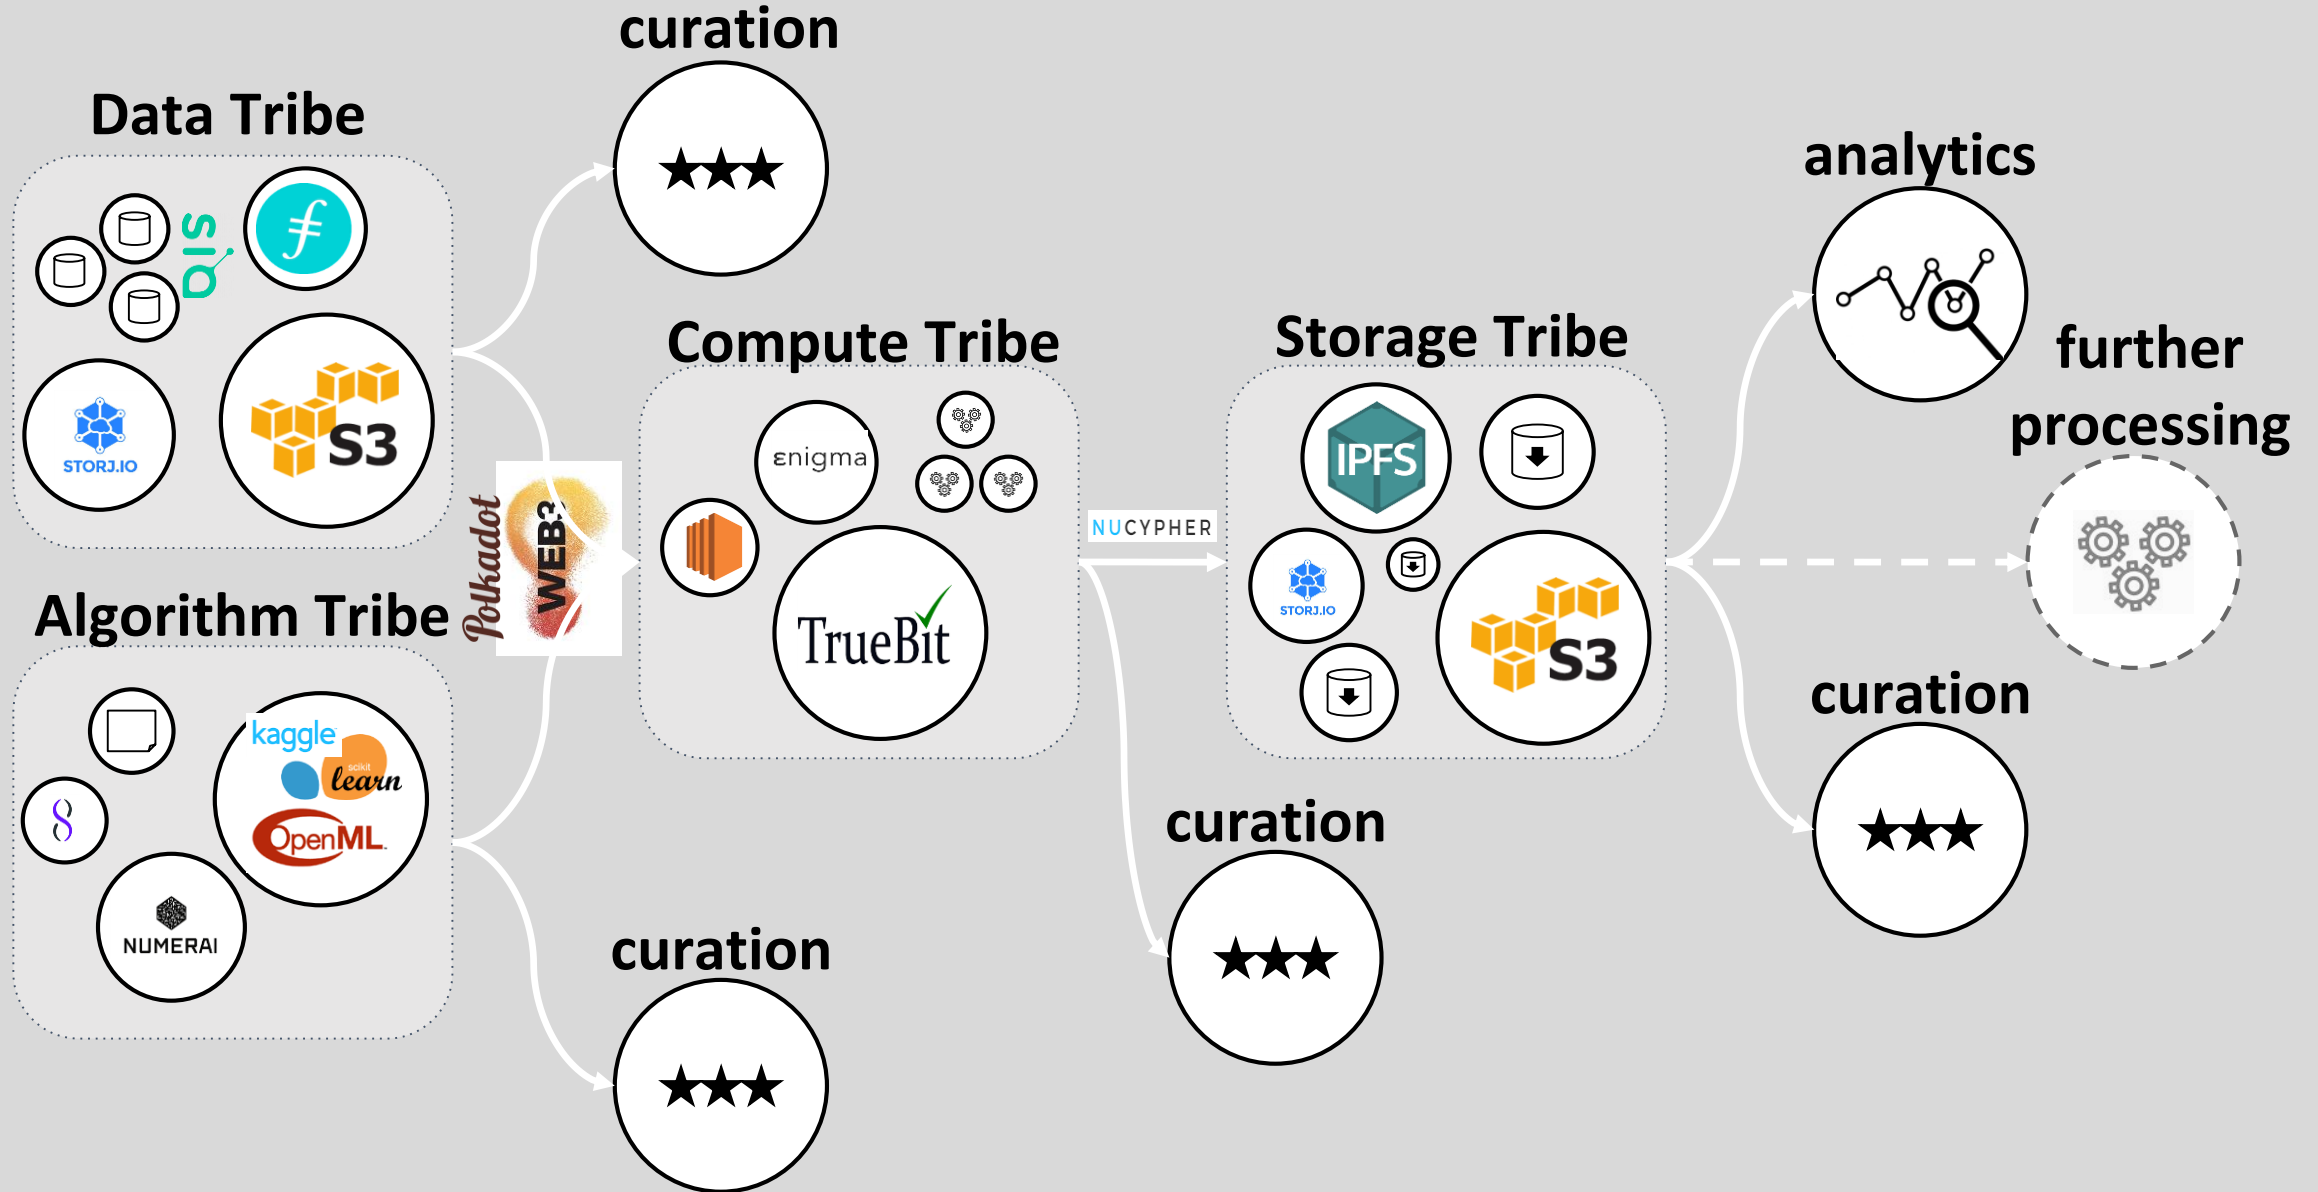 curation
Data Tribe
SIA
STORJ.IO
S3
Algorithm Tribe
kaggle
scikit
learn
OpenML
NUMERAI
Polkadot
WEB3
curation
Compute Tribe
εnigma
TrueBit
NUCYPHER
Storage Tribe
IPFS
STORJ.IO
S3
curation
analytics
further
processing
curation